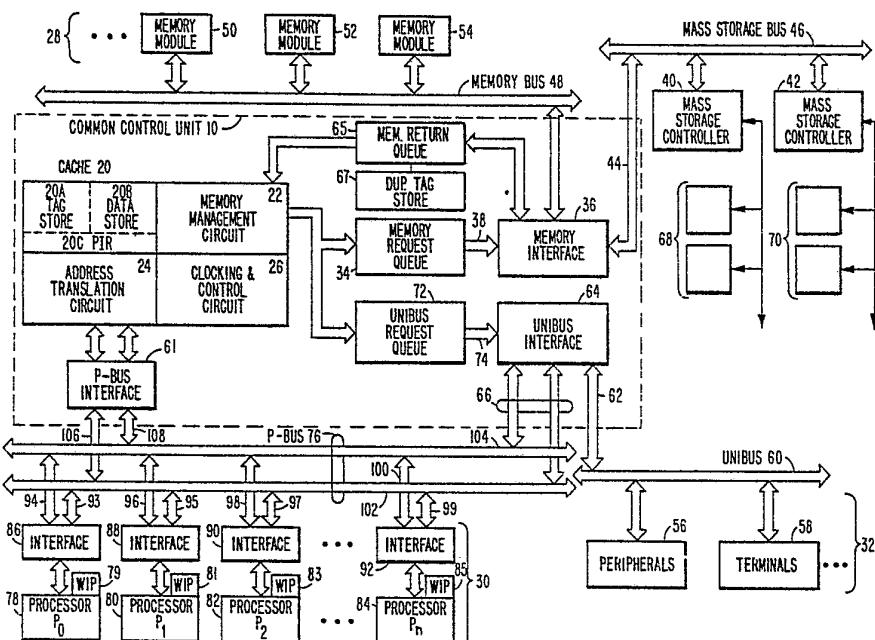 28
MEMORY MODULE 50
MEMORY MODULE 52
MEMORY MODULE 54
MASS STORAGE BUS 46
MEMORY BUS 48
40
MASS STORAGE CONTROLLER
42
MASS STORAGE CONTROLLER
44
COMMON CONTROL UNIT 10
65
MEM. RETURN QUEUE
67
DUP. TAG STORE
CACHE 20
20A TAG STORE
20B DATA STORE
20C PIR
22
MEMORY MANAGEMENT CIRCUIT
24
ADDRESS TRANSLATION CIRCUIT
26
CLOCKING & CONTROL CIRCUIT
MEMORY REQUEST QUEUE
34
38
36
MEMORY INTERFACE
68
70
72
UNIBUS REQUEST QUEUE
74
64
UNIBUS INTERFACE
61
P-BUS INTERFACE
66
62
106
108
P-BUS 76
104
100
102
UNIBUS 60
94
93
96
95
98
97
99
86
INTERFACE
88
INTERFACE
90
INTERFACE
92
INTERFACE
30
56
PERIPHERALS
58
TERMINALS
32
WIP 79
WIP 81
WIP 83
WIP 85
78
PROCESSOR P0
80
PROCESSOR P1
82
PROCESSOR P2
84
PROCESSOR Pn